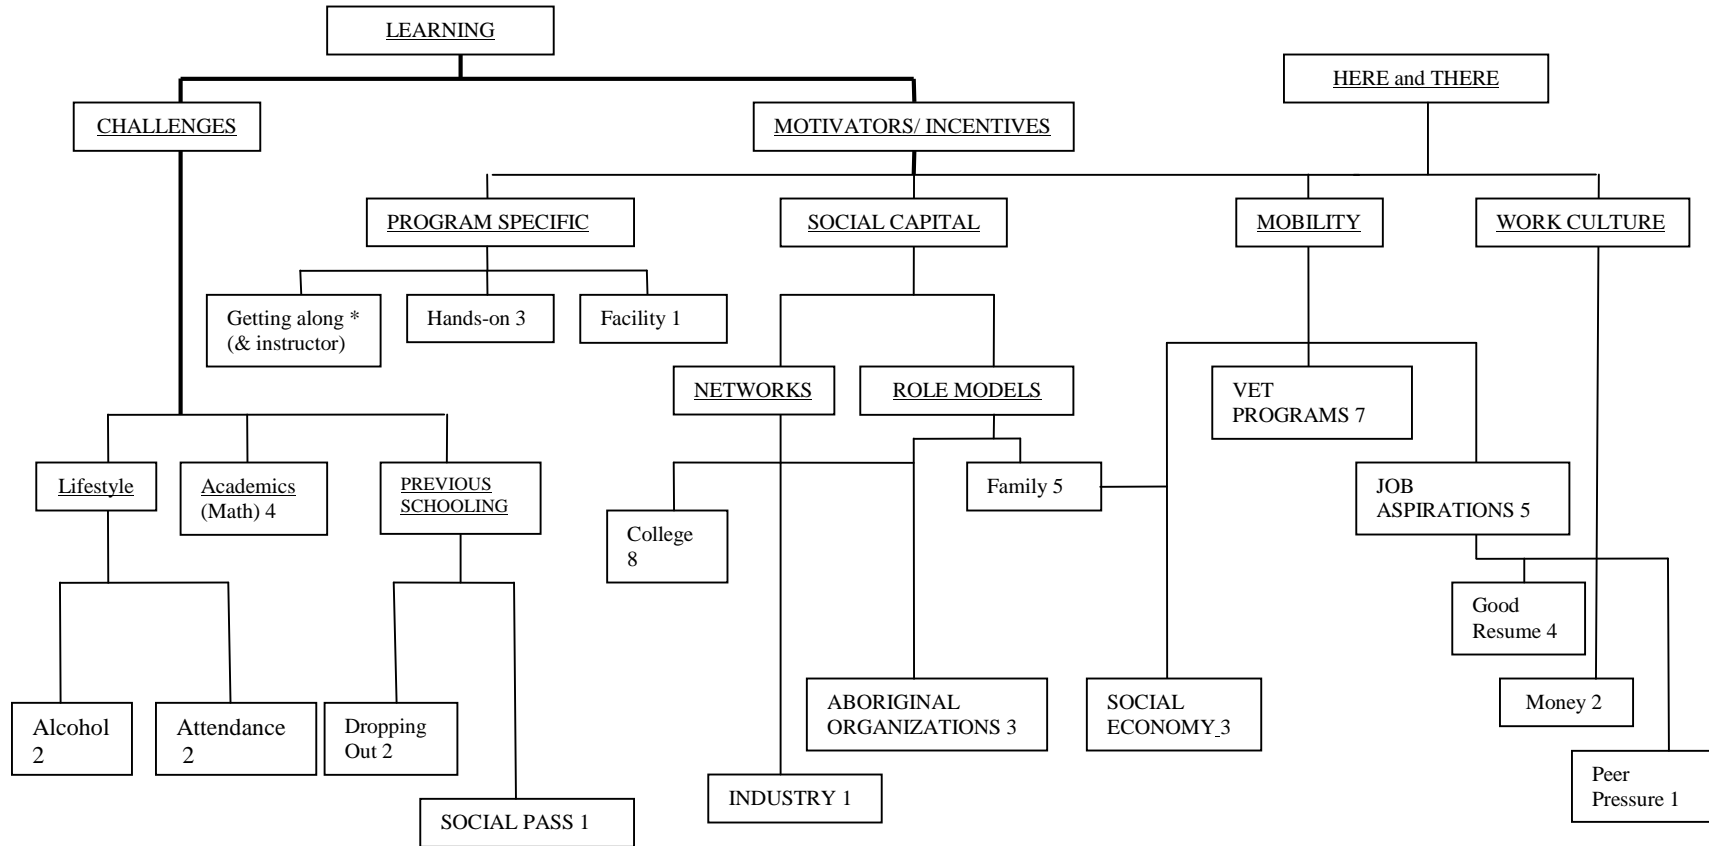 LEARNING
HERE and THERE
CHALLENGES
MOTIVATORS/ INCENTIVES
PROGRAM SPECIFIC
SOCIAL CAPITAL
MOBILITY
WORK CULTURE
Getting along *
(& instructor)
Hands-on 3
Facility 1
NETWORKS
ROLE MODELS
VET
PROGRAMS 7
Lifestyle
Academics
(Math) 4
PREVIOUS
SCHOOLING
Family 5
JOB
ASPIRATIONS 5
College
8
Good
Resume 4
Alcohol
2
Attendance
2
Dropping
Out 2
ABORIGINAL
ORGANIZATIONS 3
SOCIAL
ECONOMY 3
Money 2
INDUSTRY 1
Peer
Pressure 1
SOCIAL PASS 1